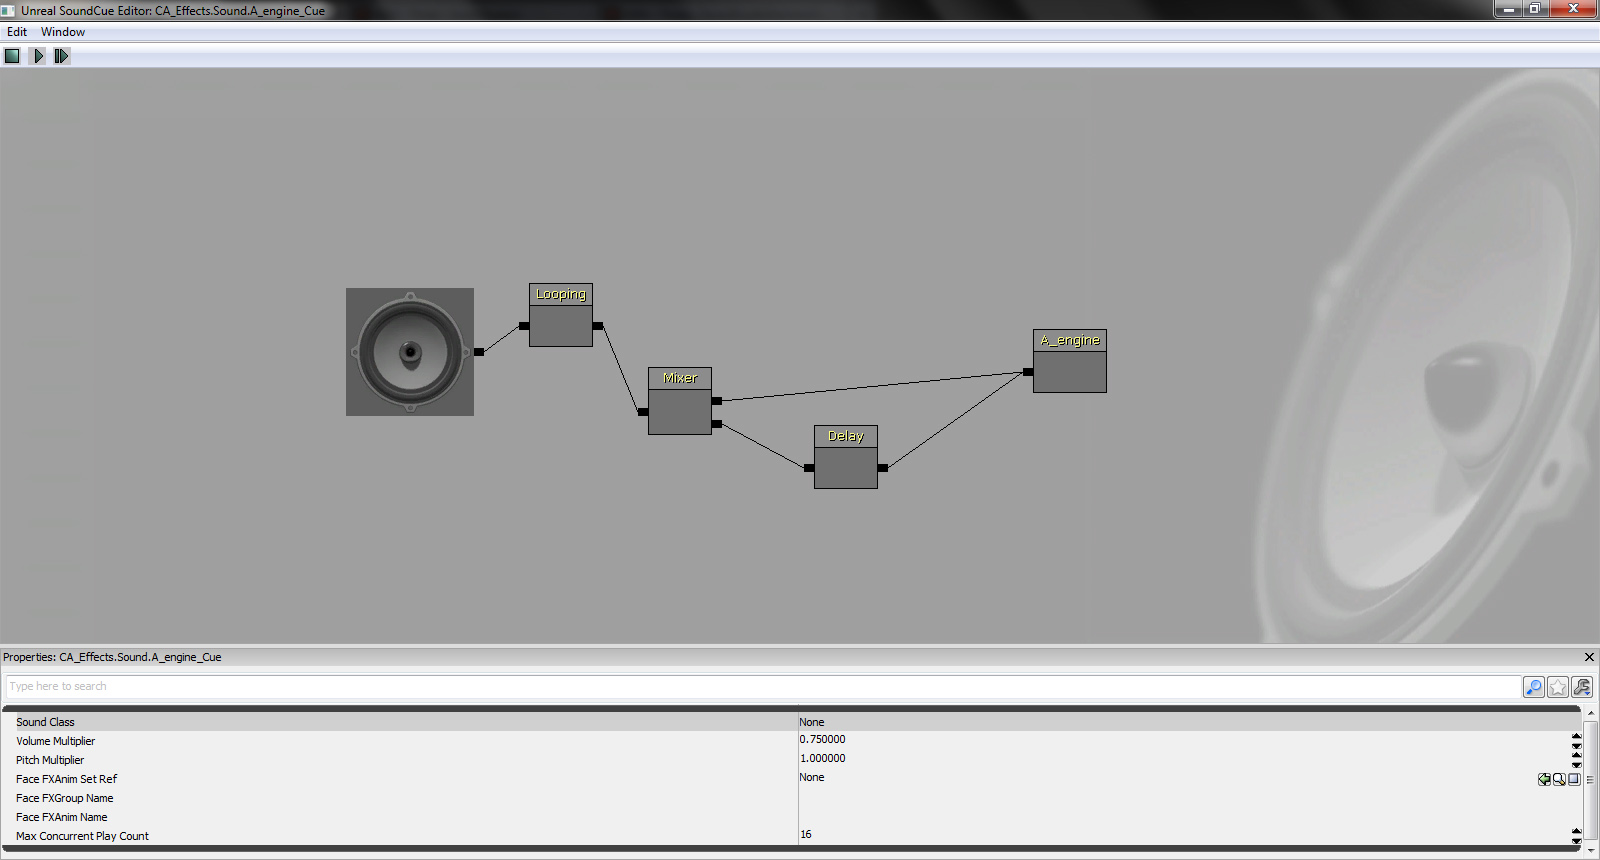 Unreal SoundCue Editor: CA_Effects.Sound.A_engine_Cue
Edit Window
Looping
A_engine
Mixer
Delay
Properties: CA_Effects.Sound.A_engine_Cue
Type here to search
Sound Class None
Volume Multiplier 0.750000
Pitch Multiplier 1.000000
Face FXAnim Set Ref None
Face FXGroup Name
Face FXAnim Name
Max Concurrent Play Count 16